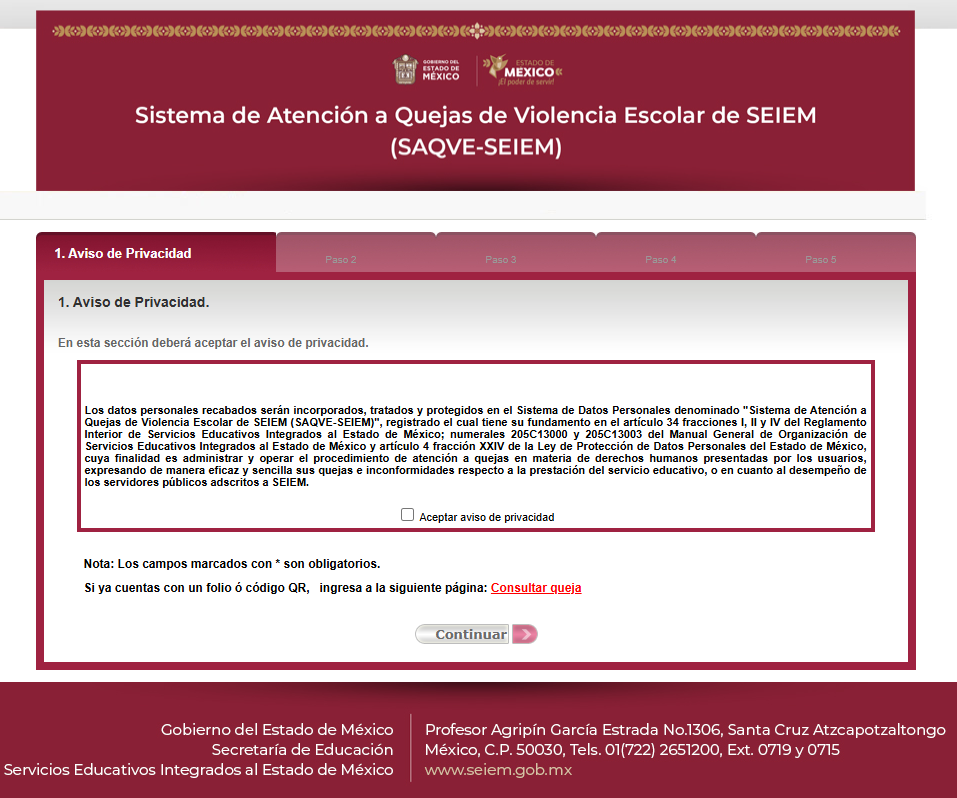 GOBIERNO DEL
ESTADO DE
MÉXICO
ESTADO DE
MÉXICO
¡El poder de servir!
Sistema de Atención a Quejas de Violencia Escolar de SEIEM
(SAQVE-SEIEM)
1. Aviso de Privacidad
Paso 2
Paso 3
Paso 4
Paso 5
1. Aviso de Privacidad.
En esta sección deberá aceptar el aviso de privacidad.
Los datos personales recabados serán incorporados, tratados y protegidos en el Sistema de Datos Personales denominado "Sistema de Atención a
Quejas de Violencia Escolar de SEIEM (SAQVE-SEIEM)", registrado el cual tiene su fundamento en el artículo 34 fracciones I, II y IV del Reglamento
Interior de Servicios Educativos Integrados al Estado de México; numerales 205C13000 y 205C13003 del Manual General de Organización de
Servicios Educativos Integrados al Estado de México y artículo 4 fracción XXIV de la Ley de Protección de Datos Personales del Estado de México,
cuya finalidad es administrar y operar el procedimiento de atención a quejas en materia de derechos humanos presentadas por los usuarios,
expresando de manera eficaz y sencilla sus quejas e inconformidades respecto a la prestación del servicio educativo, o en cuanto al desempeño de
los servidores públicos adscritos a SEIEM.
Aceptar aviso de privacidad
Nota: Los campos marcados con * son obligatorios.
Si ya cuentas con un folio ó código QR, ingresa a la siguiente página: Consultar queja
Continuar
Gobierno del Estado de México
Secretaría de Educación
Servicios Educativos Integrados al Estado de México
Profesor Agripín García Estrada No.1306, Santa Cruz Atzcapotzaltongo
México, C.P. 50030, Tels. 01(722) 2651200, Ext. 0719 y 0715
www.seiem.gob.mx